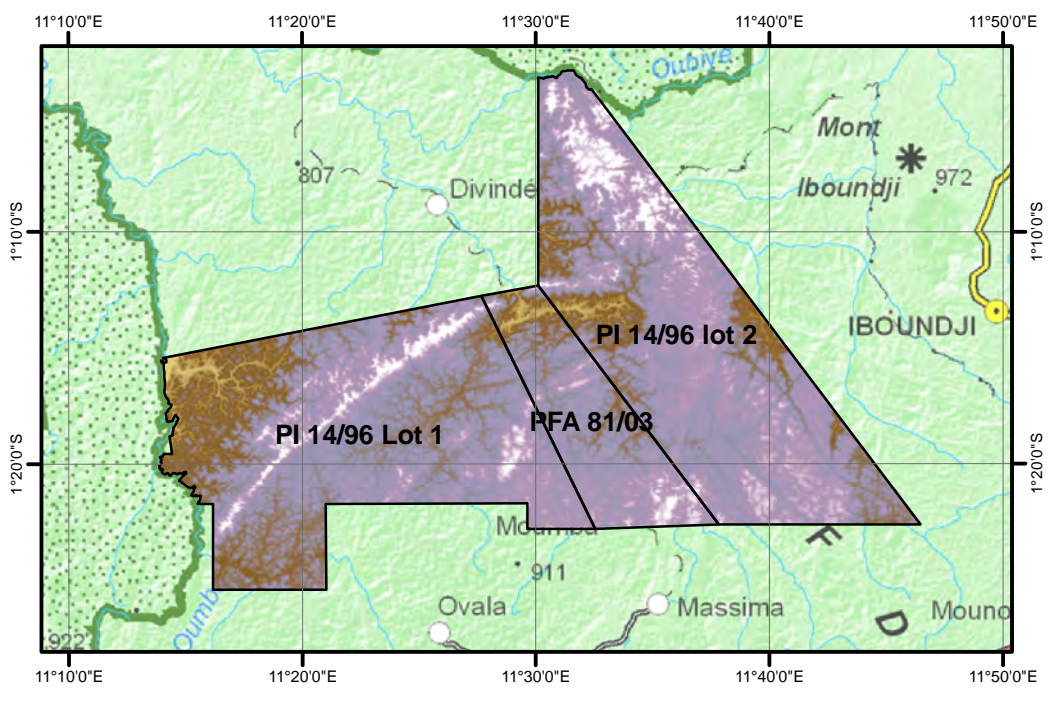 11°10'0"E 11°20'0"E 11°30'0"E 11°40'0"E 11°50'0"E
Oubiye
Mont
Iboundji
972
807
Divindé
1°10'0"S 1°10'0"S
IBOUNDJI
PI 14/96 lot 2
PFA 81/03
PI 14/96 Lot 1
1°20'0"S 1°20'0"S
Moumba
F
911
Ovala
Massima
D
Mouno
Oumb
922
11°10'0"E 11°20'0"E 11°30'0"E 11°40'0"E 11°50'0"E